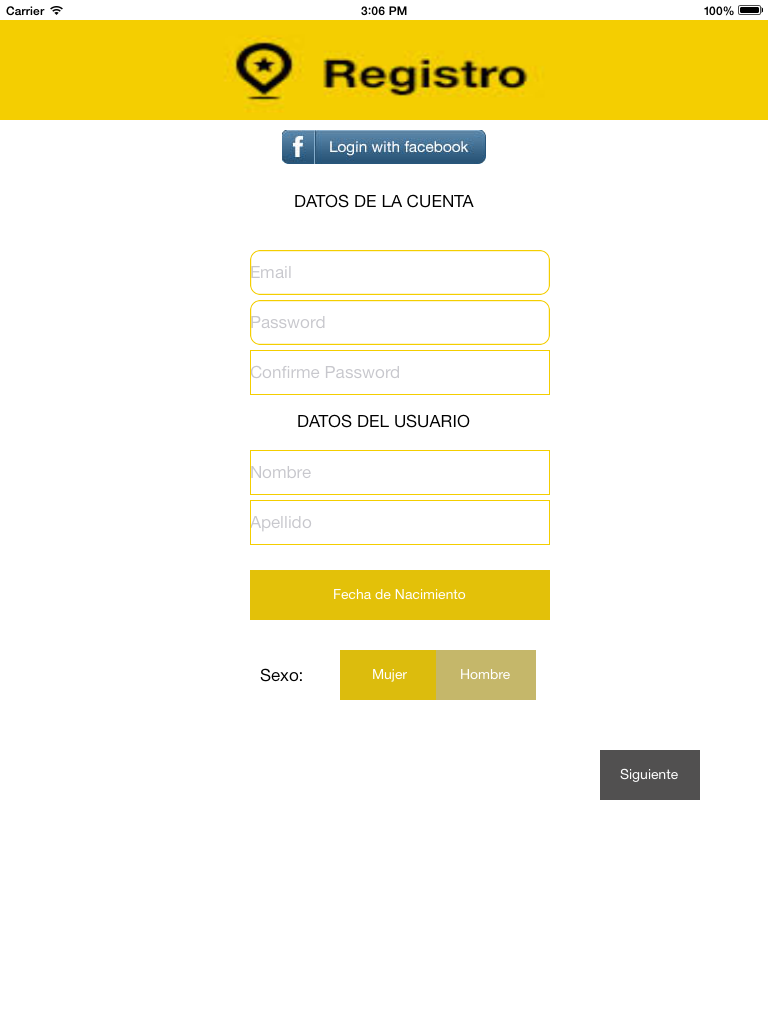 Carrier 3:06 PM 100%
Registro
f Login with facebook
DATOS DE LA CUENTA
Email
Password
Confirme Password
DATOS DEL USUARIO
Nombre
Apellido
Fecha de Nacimiento
Sexo: Mujer Hombre
Siguiente